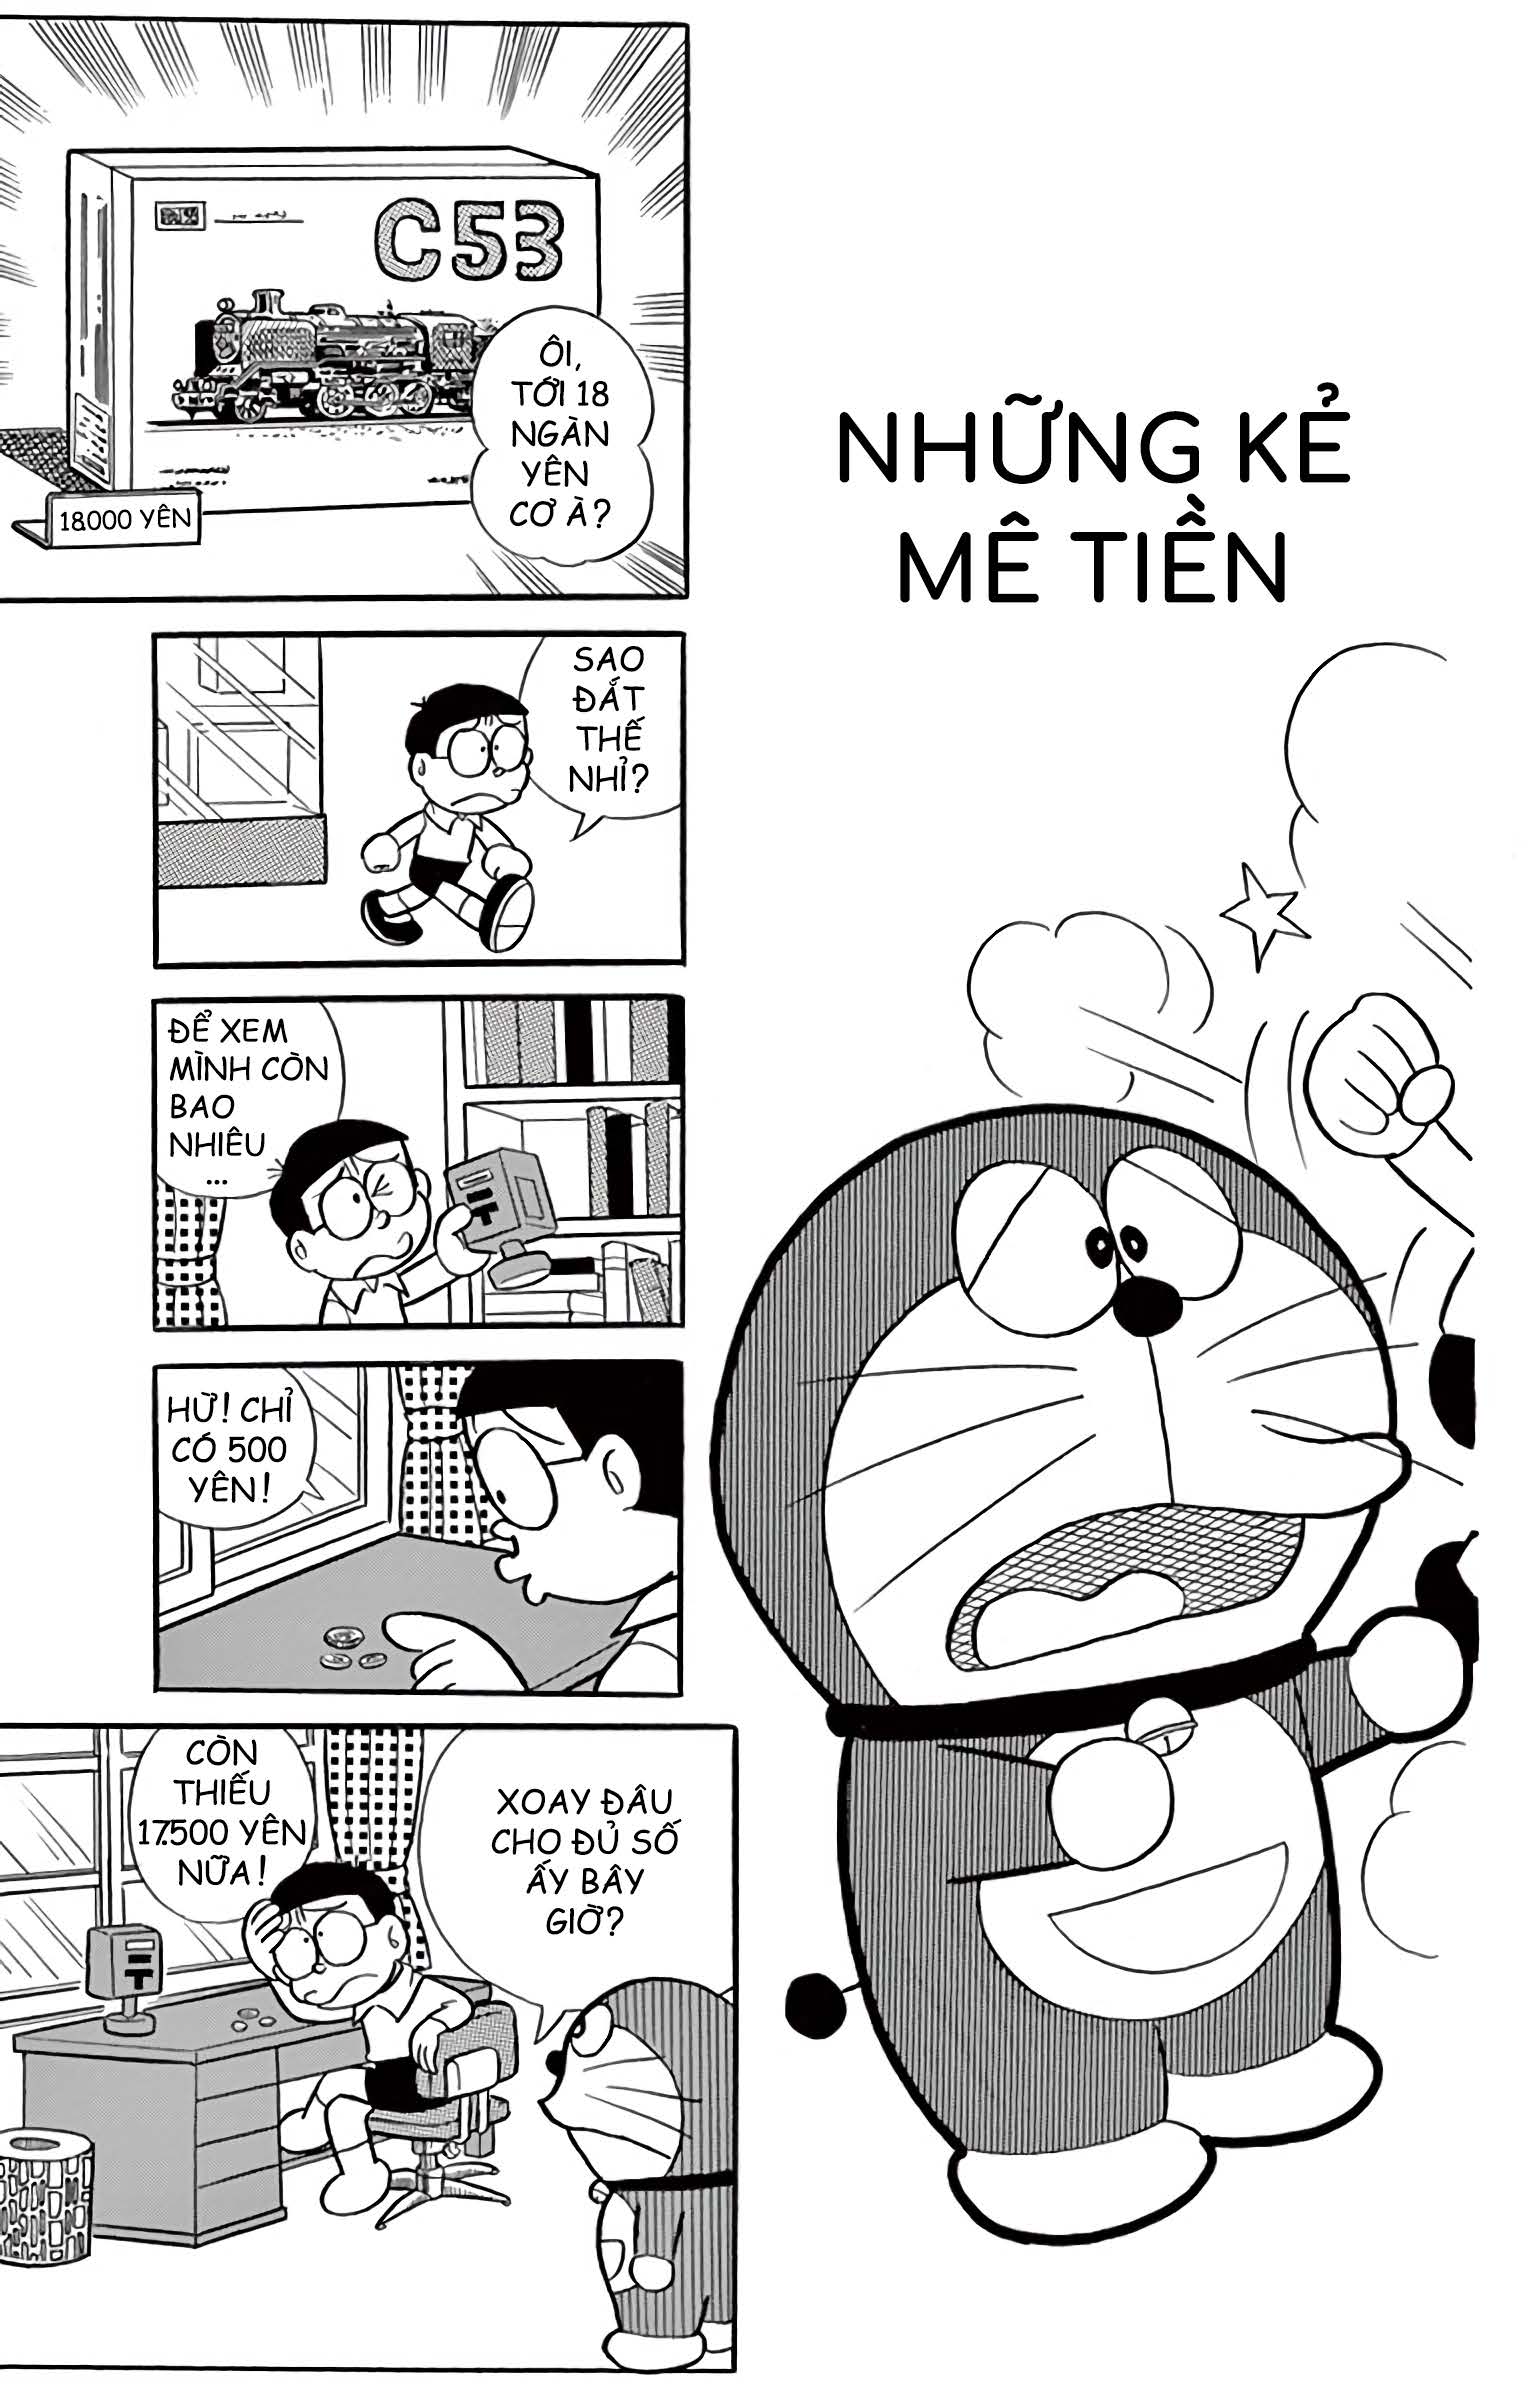 NHỮNG KẺ
MÊ TIỀN
C53
ÔI,
TỚI 18
NGÀN
YÊN
CƠ À?
18.000 YÊN
SAO
ĐẮT
THẾ
NHỈ?
ĐỂ XEM
MÌNH CÒN
BAO
NHIÊU
...
HỪ! CHỈ
CÓ 500
YÊN!
CÒN
THIẾU
17.500 YÊN
NỮA!
XOAY ĐÂU
CHO ĐỦ SỐ
ẤY BÂY
GIỜ?